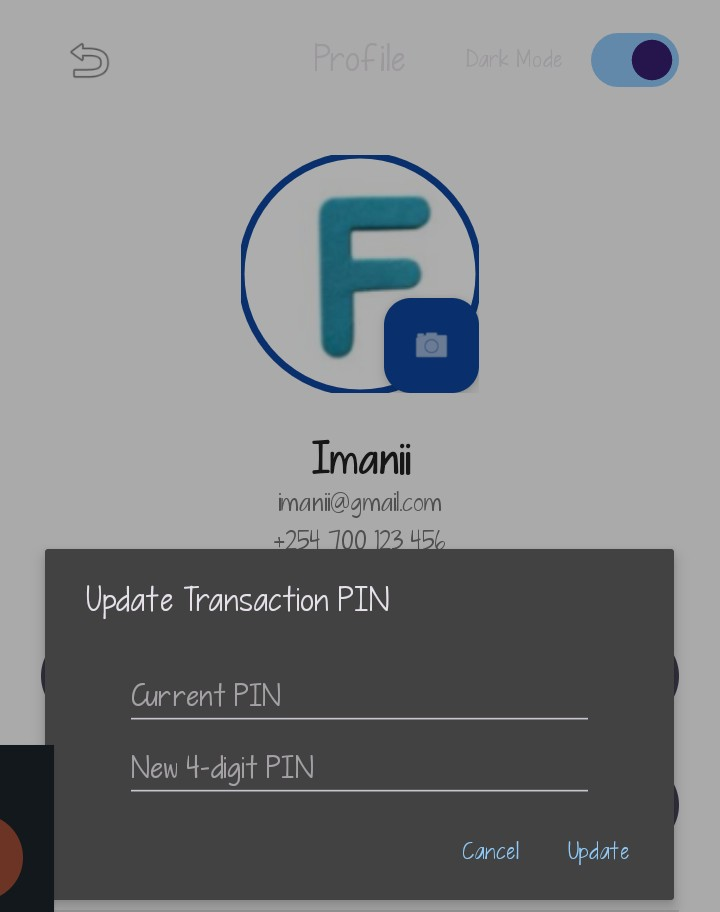 Profile
Dark Mode
F
Imanii
imanii@gmail.com
+254 700 123 456
Update Transaction PIN
Current PIN
New 4-digit PIN
Cancel
Update